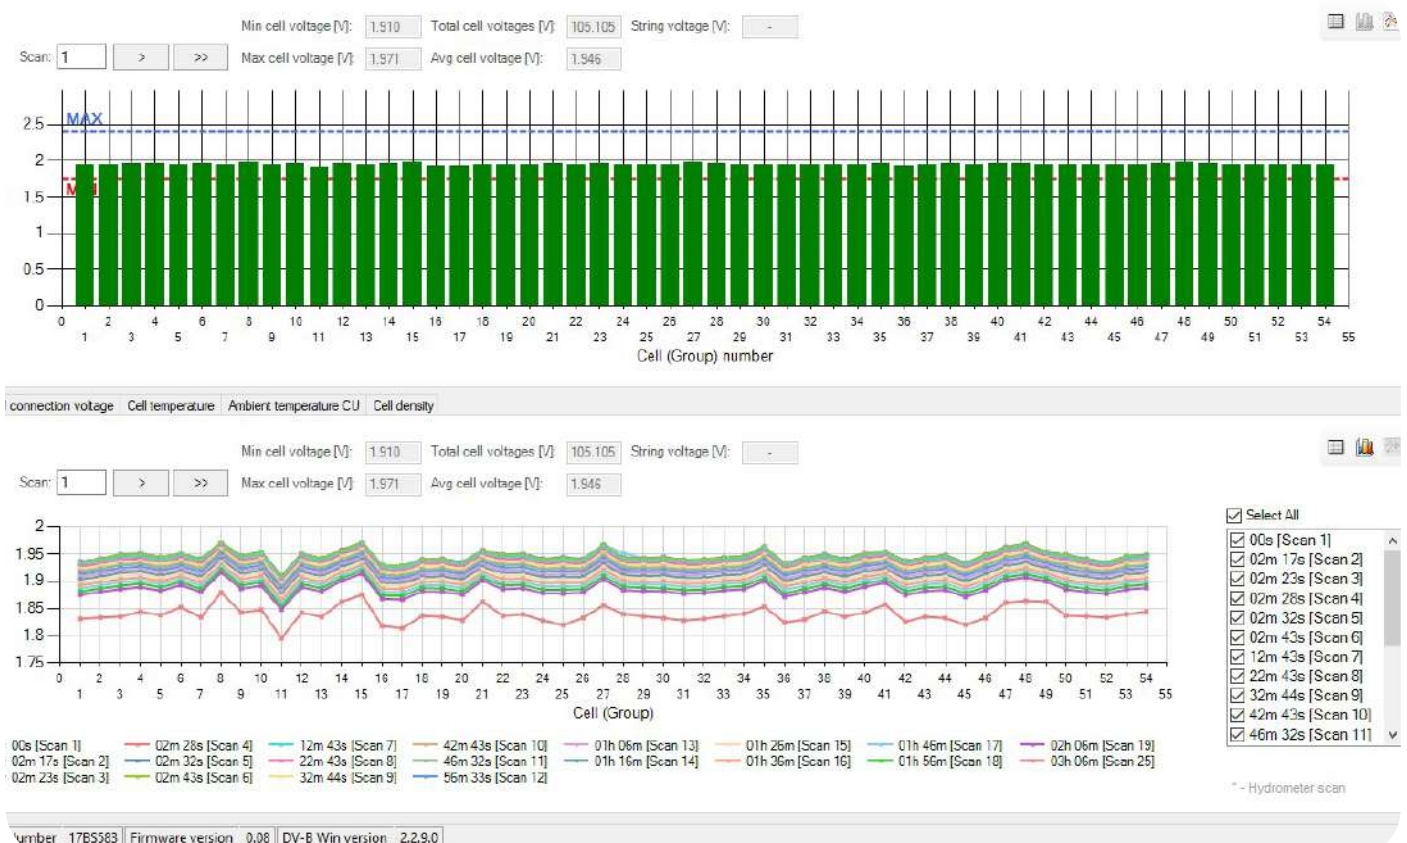 Min cell voltage [V]: 1.910 Total cell voltages [V]: 105.105 String voltage [V]: -
Scan: 1 > >> Max cell voltage [V]: 1.971 Avg cell voltage [V]: 1.946
MAX
2.5
2
1.5
1
0.5
0
0 2 4 6 8 10 12 14 16 18 20 22 24 26 28 30 32 34 36 38 40 42 44 46 48 50 52 54
1 3 5 7 9 11 13 15 17 19 21 23 25 27 29 31 33 35 37 39 41 43 45 47 49 51 53 55
Cell (Group) number
connection voltage Cell temperature Ambient temperature CU Cell density
Min cell voltage [V]: 1.910 Total cell voltages [V] 105.105 String voltage [V]: -
Scan: 1 > >> Max cell voltage [V] 1.971 Avg cell voltage [V]: 1.946
2
1.95
1.9
1.85
1.8
1.75
0 2 4 6 8 10 12 14 16 18 20 22 24 26 28 30 32 34 36 38 40 42 44 46 48 50 52 54
1 3 5 7 9 11 13 15 17 19 21 23 25 27 29 31 33 35 37 39 41 43 45 47 49 51 53 55
Cell (Group)
Select All
00s [Scan 1]
02m 17s [Scan 2]
02m 23s [Scan 3]
02m 28s [Scan 4]
02m 32s [Scan 5]
02m 43s [Scan 6]
12m 43s [Scan 7]
22m 43s [Scan 8]
32m 44s [Scan 9]
42m 43s [Scan 10]
46m 32s [Scan 11]
00s [Scan 1] 02m 28s [Scan 4] 12m 43s [Scan 7] 42m 43s [Scan 10] 01h 06m [Scan 13] 01h 26m [Scan 15] 01h 46m [Scan 17] 02h 06m [Scan 19]
02m 17s [Scan 2] 02m 32s [Scan 5] 22m 43s [Scan 8] 46m 32s [Scan 11] 01h 16m [Scan 14] 01h 36m [Scan 16] 01h 56m [Scan 18] 03h 06m [Scan 25]
02m 23s [Scan 3] 02m 43s [Scan 6] 32m 44s [Scan 9] 56m 33s [Scan 12]
* - Hydrometer scan
17BS583 Firmware version 0.08 DV-B Win version 2.2.9.0